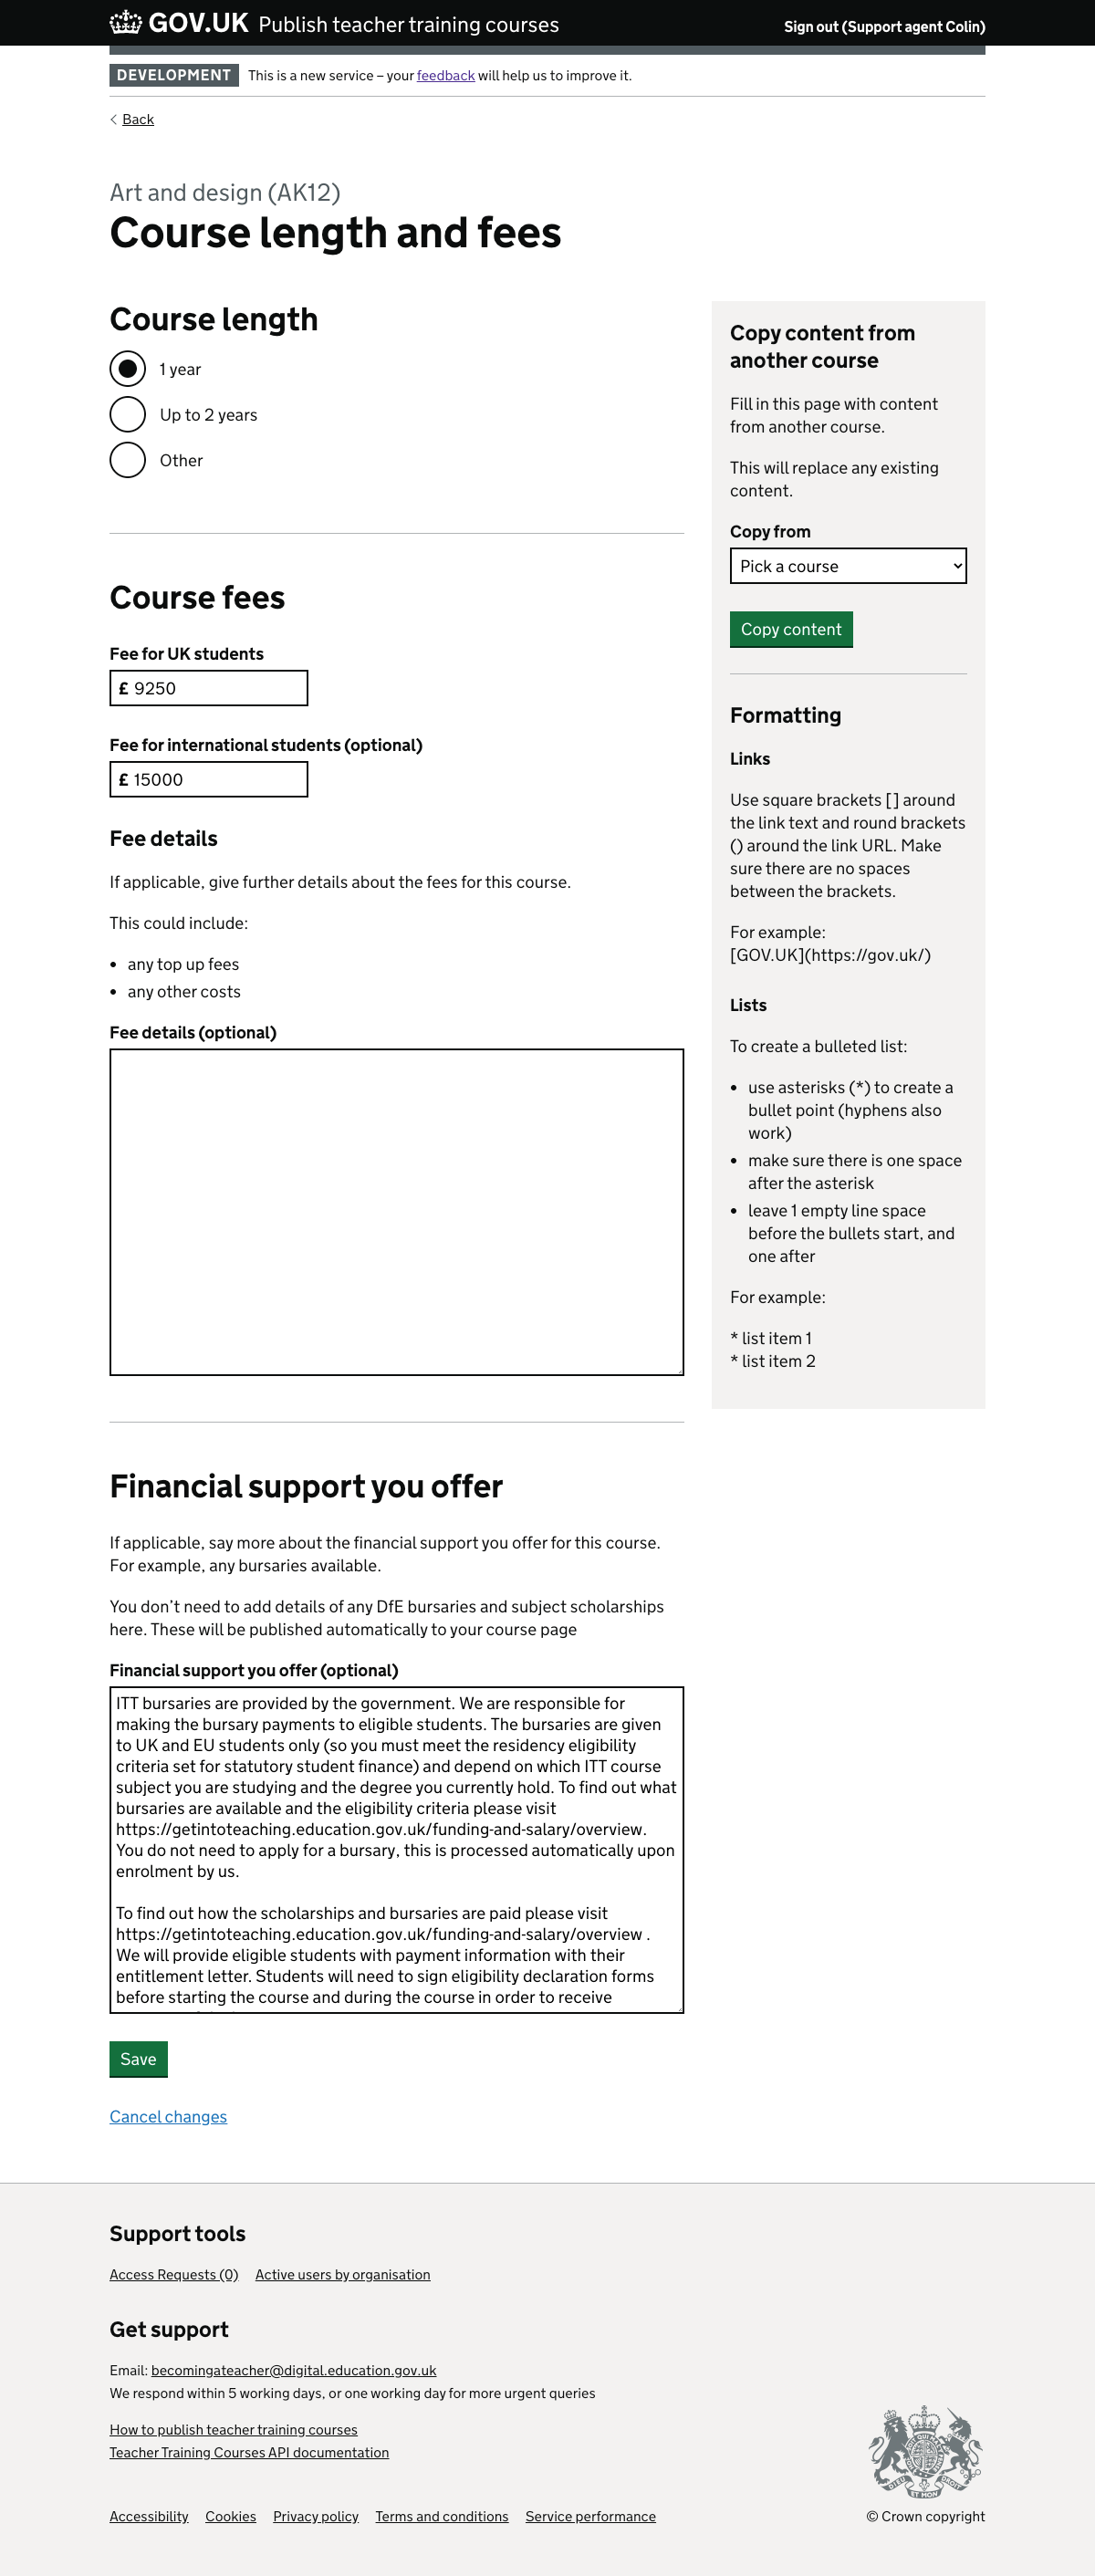 GOV.UK Publish teacher training courses
Sign out (Support agent Colin)
DEVELOPMENT
This is a new service – your feedback will help us to improve it.
Back
Art and design (AK12)
Course length and fees
Course length
1 year
Up to 2 years
Other
Course fees
Fee for UK students
£ 9250
Fee for international students (optional)
£ 15000
Fee details
If applicable, give further details about the fees for this course.
This could include:
• any top up fees
• any other costs
Fee details (optional)
Financial support you offer
If applicable, say more about the financial support you offer for this course.
For example, any bursaries available.
You don’t need to add details of any DfE bursaries and subject scholarships
here. These will be published automatically to your course page
Financial support you offer (optional)
ITT bursaries are provided by the government. We are responsible for
making the bursary payments to eligible students. The bursaries are given
to UK and EU students only (so you must meet the residency eligibility
criteria set for statutory student finance) and depend on which ITT course
subject you are studying and the degree you currently hold. To find out what
bursaries are available and the eligibility criteria please visit
https://getintoteaching.education.gov.uk/funding-and-salary/overview.
You do not need to apply for a bursary, this is processed automatically upon
enrolment by us.
To find out how the scholarships and bursaries are paid please visit
https://getintoteaching.education.gov.uk/funding-and-salary/overview .
We will provide eligible students with payment information with their
entitlement letter. Students will need to sign eligibility declaration forms
before starting the course and during the course in order to receive
Save
Cancel changes
Copy content from
another course
Fill in this page with content
from another course.
This will replace any existing
content.
Copy from
Pick a course
Copy content
Formatting
Links
Use square brackets [] around
the link text and round brackets
() around the link URL. Make
sure there are no spaces
between the brackets.
For example:
[GOV.UK](https://gov.uk/)
Lists
To create a bulleted list:
• use asterisks (*) to create a
bullet point (hyphens also
work)
• make sure there is one space
after the asterisk
• leave 1 empty line space
before the bullets start, and
one after
For example:
* list item 1
* list item 2
Support tools
Access Requests (0) Active users by organisation
Get support
Email: becomingateacher@digital.education.gov.uk
We respond within 5 working days, or one working day for more urgent queries
How to publish teacher training courses
Teacher Training Courses API documentation
Accessibility Cookies Privacy policy Terms and conditions Service performance
DIEU ET MON DROIT
© Crown copyright